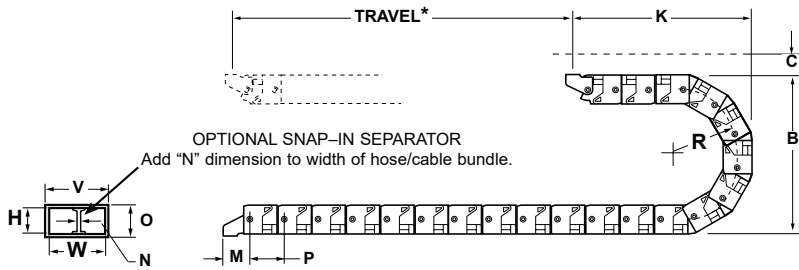 TRAVEL*
K
C
B
R
OPTIONAL SNAP–IN SEPARATOR
Add “N” dimension to width of hose/cable bundle.
V
H
O
W
N
M
P